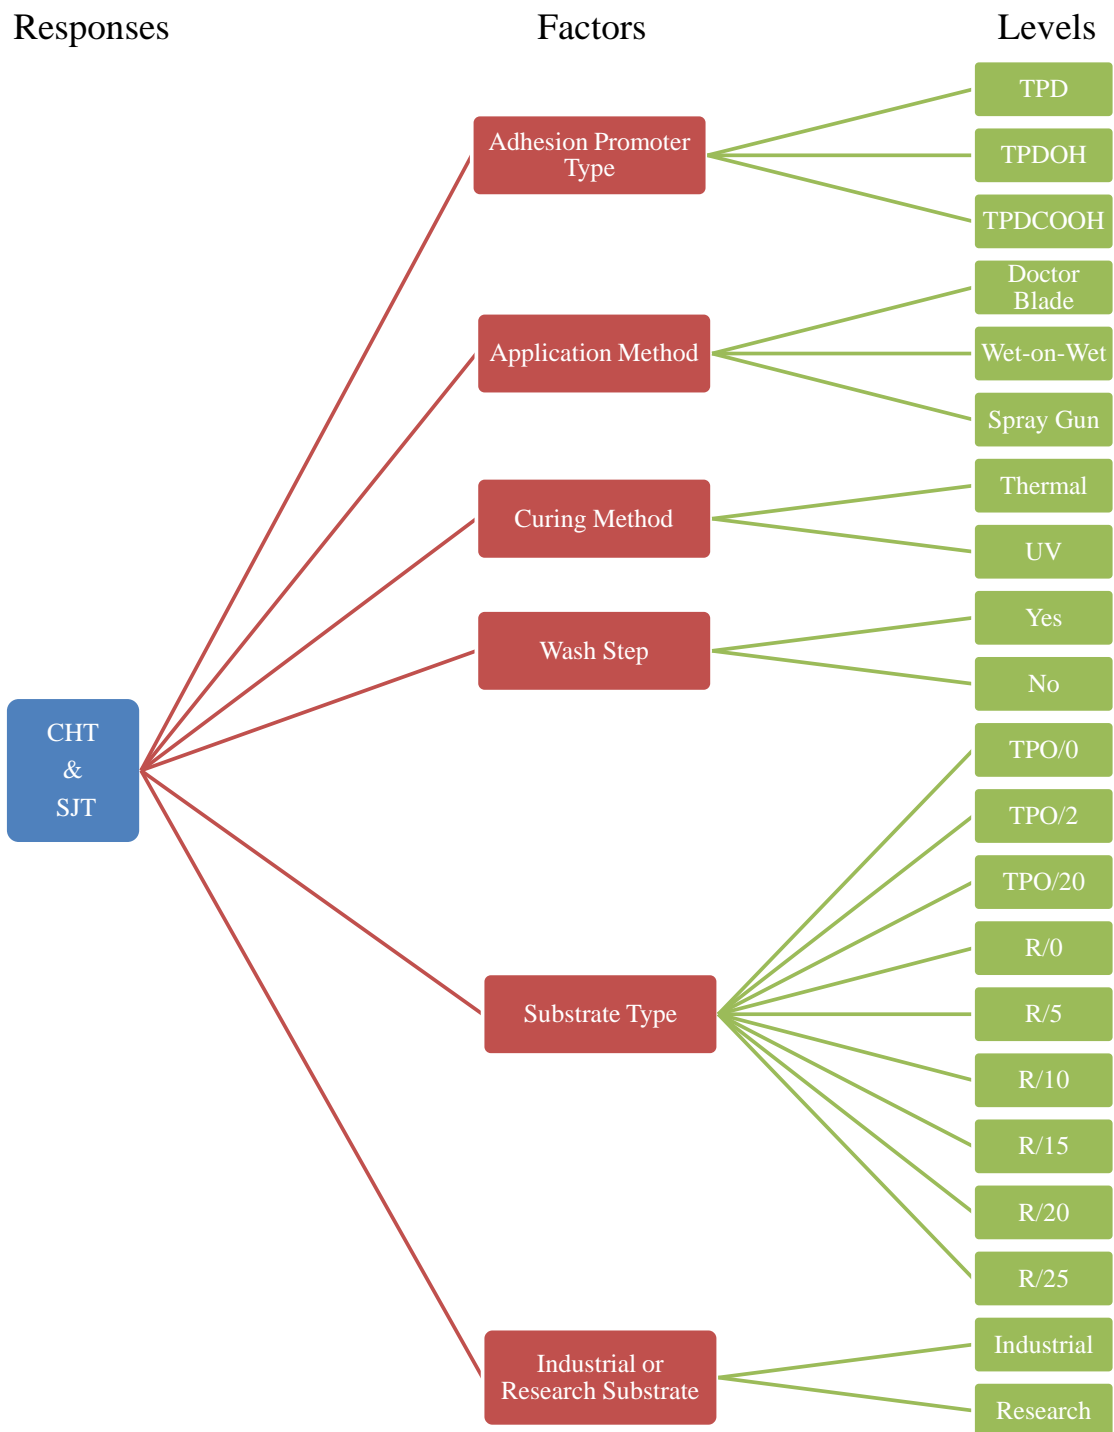 Responses
Factors
Levels
TPD
Adhesion Promoter
Type
TPDOH
TPDCOOH
Doctor
Blade
Application Method
Wet-on-Wet
Spray Gun
Thermal
Curing Method
UV
Yes
Wash Step
No
CHT
&
SJT
TPO/0
TPO/2
TPO/20
R/0
Substrate Type
R/5
R/10
R/15
R/20
R/25
Industrial or
Research Substrate
Industrial
Research